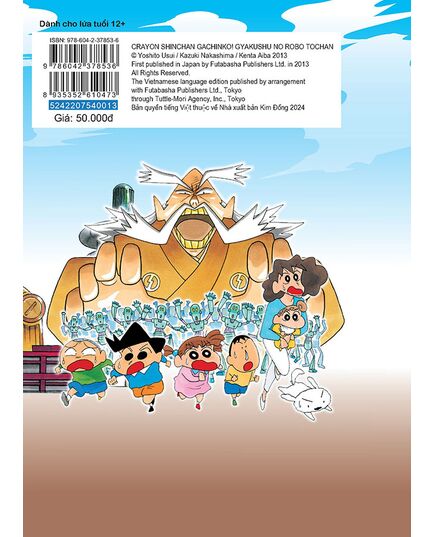 Dành cho lứa tuổi 12+
ISBN: 978-604-2-37853-6
9 786042 378536
8 935352 610473
5242207540013
Giá: 50.000đ
CRAYON SHINCHAN GACHINKO! GYAKUSHU NO ROBO TOCHAN
© Yoshito Usui / Kazuki Nakashima / Kenta Aiba 2013
First published in Japan by Futabasha Publishers Ltd. in 2013
All Rights Reserved.
The Vietnamese language edition published by arrangement
with Futabasha Publishers Ltd., Tokyo
through Tuttle-Mori Agency, Inc., Tokyo
Bản quyền tiếng Việt thuộc về Nhà xuất bản Kim Đồng 2024